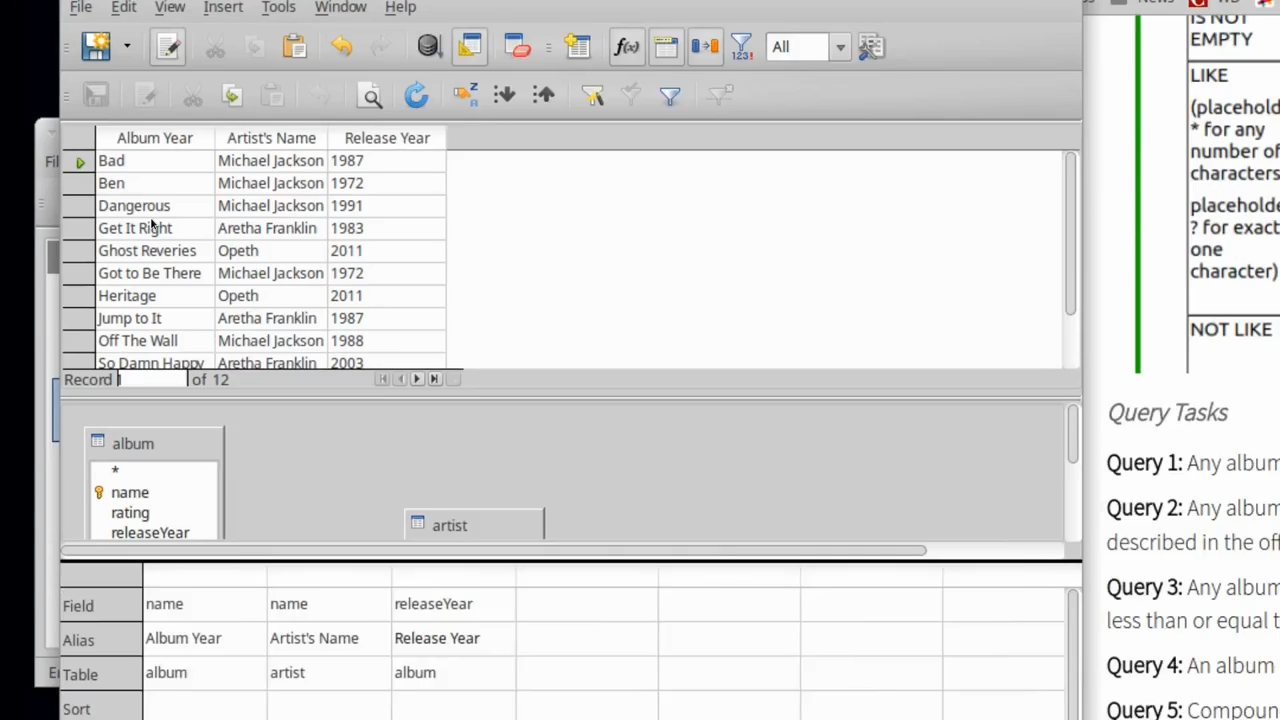 File Edit View Insert Tools Window Help
All
Album Year Artist's Name Release Year
Bad Michael Jackson 1987
Ben Michael Jackson 1972
Dangerous Michael Jackson 1991
Get It Right Aretha Franklin 1983
Ghost Reveries Opeth 2011
Got to Be There Michael Jackson 1972
Heritage Opeth 2011
Jump to It Aretha Franklin 1987
Off The Wall Michael Jackson 1988
So Damn Happy Aretha Franklin 2003
Record 1 of 12
album
*
name
rating
releaseYear
artist
Field name name releaseYear
Alias Album Year Artist's Name Release Year
Table album artist album
Sort
Fil
News
IS NOT
EMPTY
LIKE
(placehold
* for any
number of
characters
placeholde
? for exact
one
character)
NOT LIKE
Query Tasks
Query 1: Any album
Query 2: Any album
described in the off
Query 3: Any album
less than or equal t
Query 4: An album
Query 5: Compoun